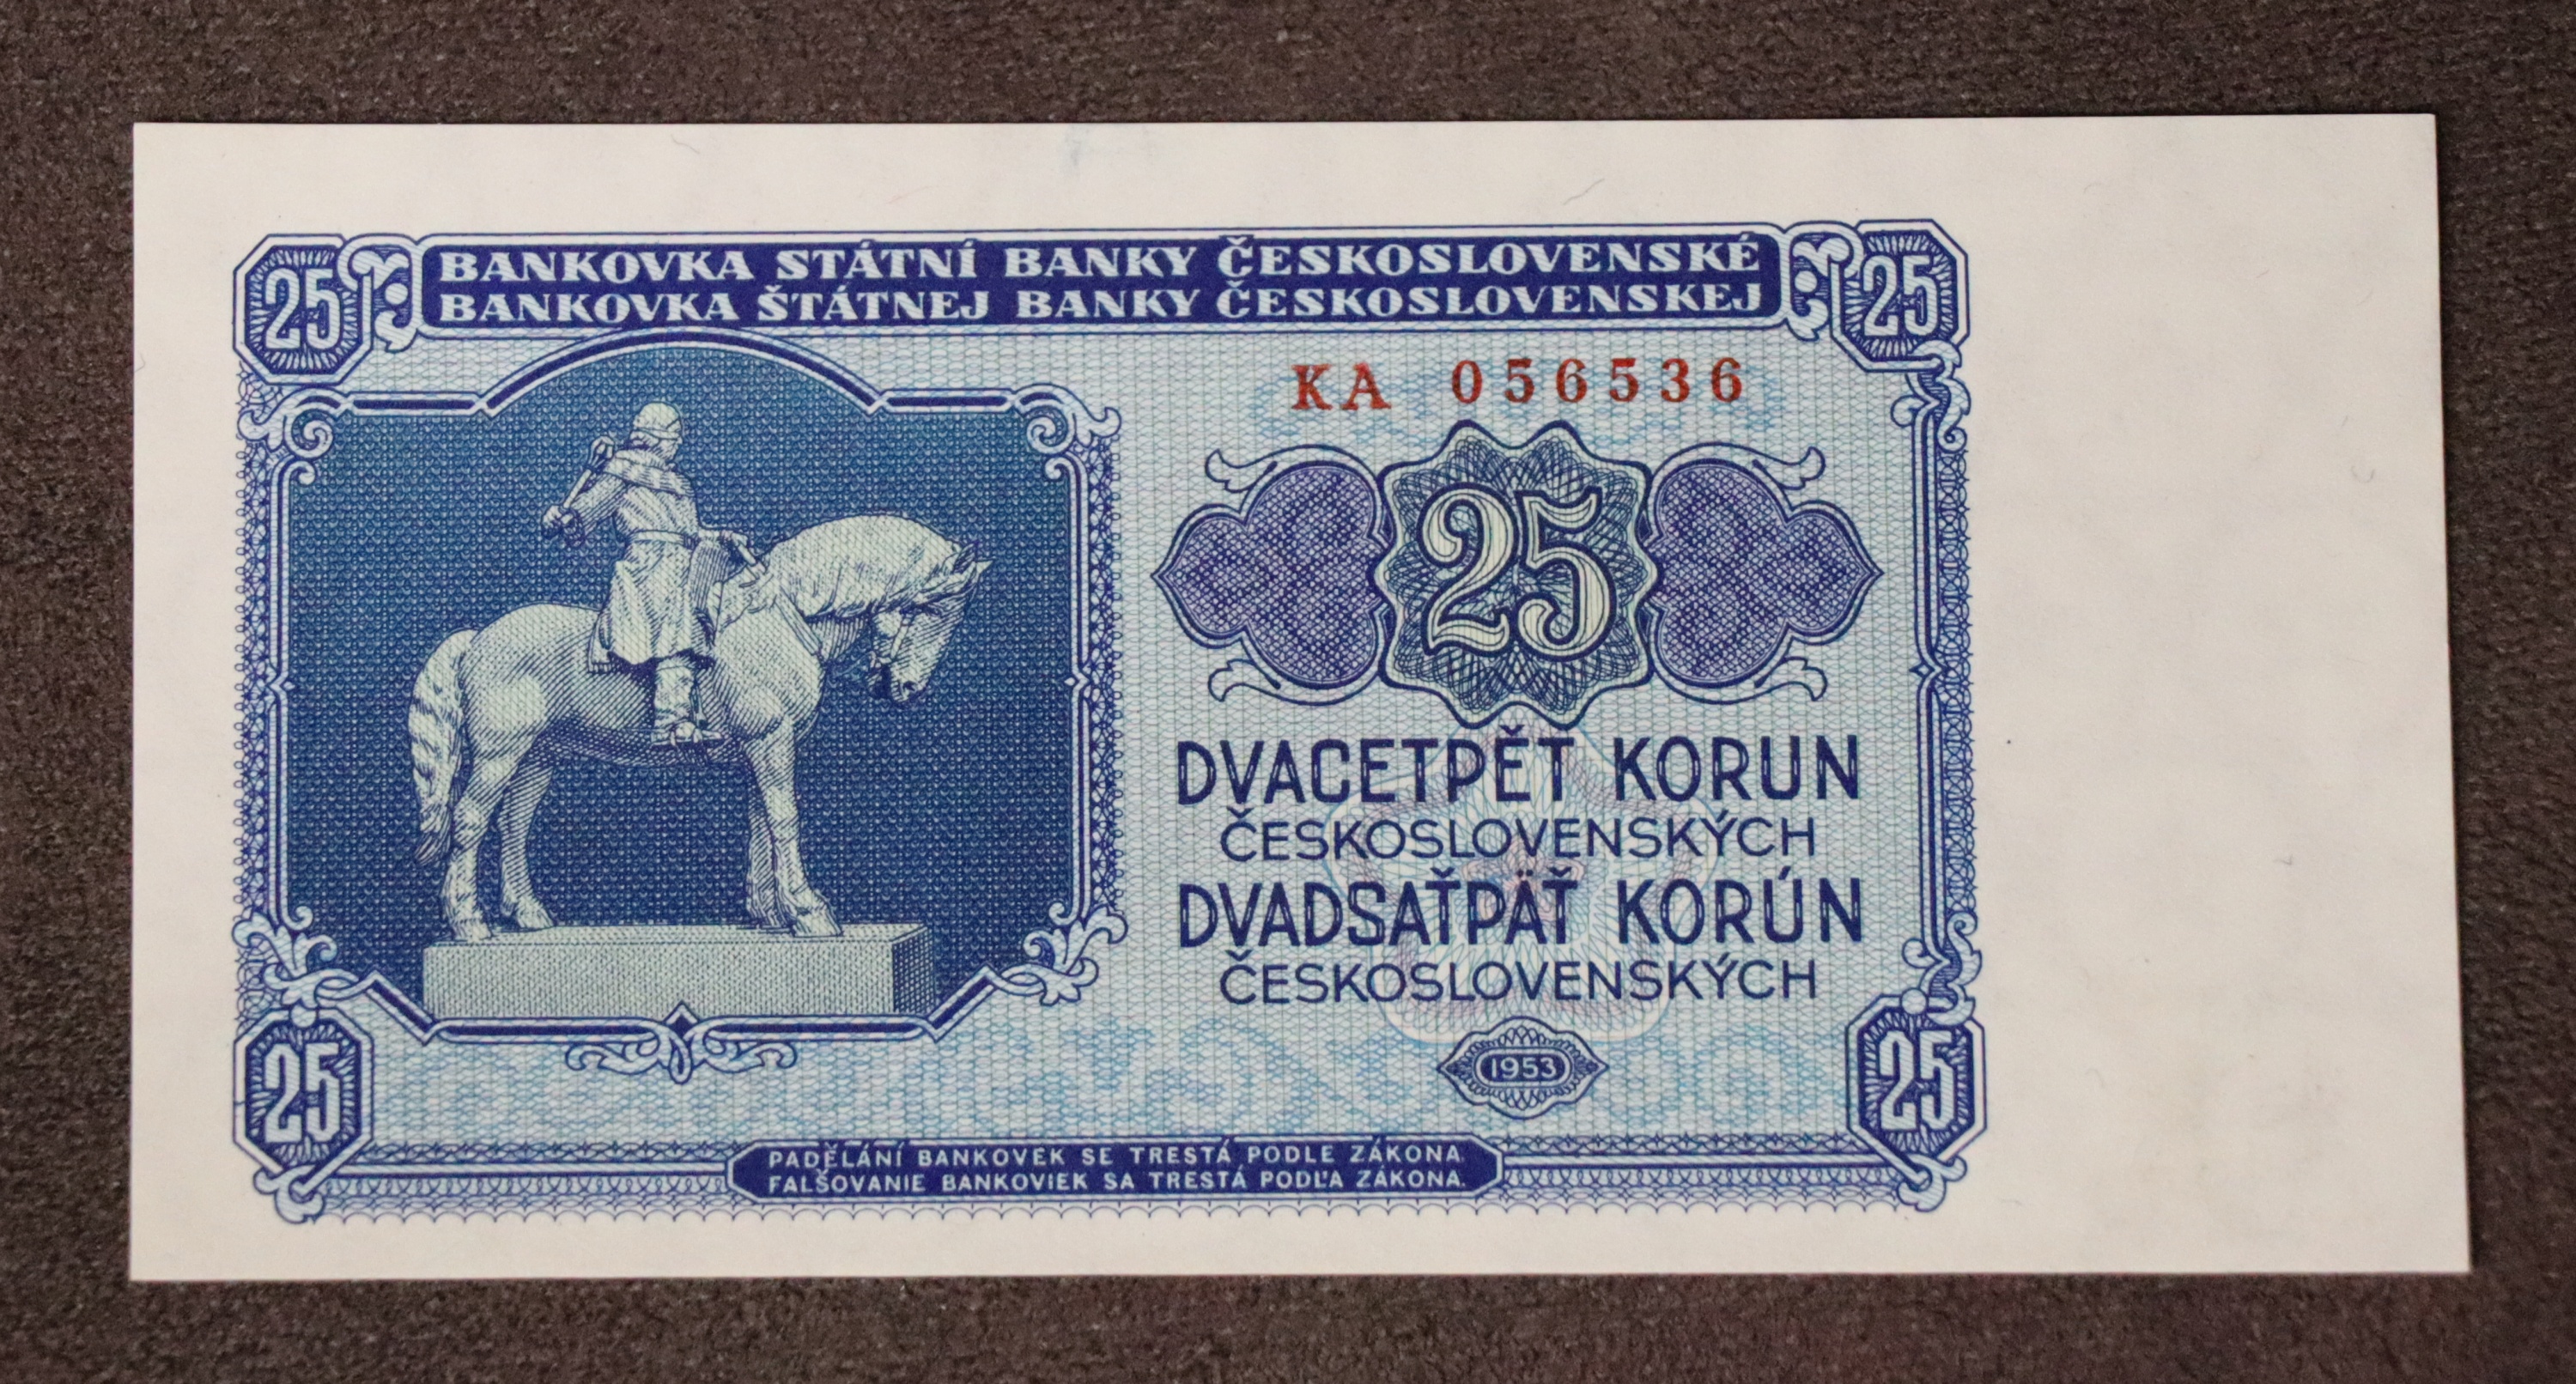 25 BANKOVKA STÁTNÍ BANKY ČESKOSLOVENSKÉ 25
BANKOVKA ŠTÁTNEJ BANKY ČESKOSLOVENSKEJ
KA 056536
25
DVACETPĚT KORUN
ČESKOSLOVENSKÝCH
DVADSAŤPÄŤ KORÚN
ČESKOSLOVENSKÝCH
1953
25 25
PADĚLÁNÍ BANKOVEK SE TRESTÁ PODLE ZÁKONA.
FALŠOVANIE BANKOVIEK SA TRESTÁ PODĽA ZÁKONA.